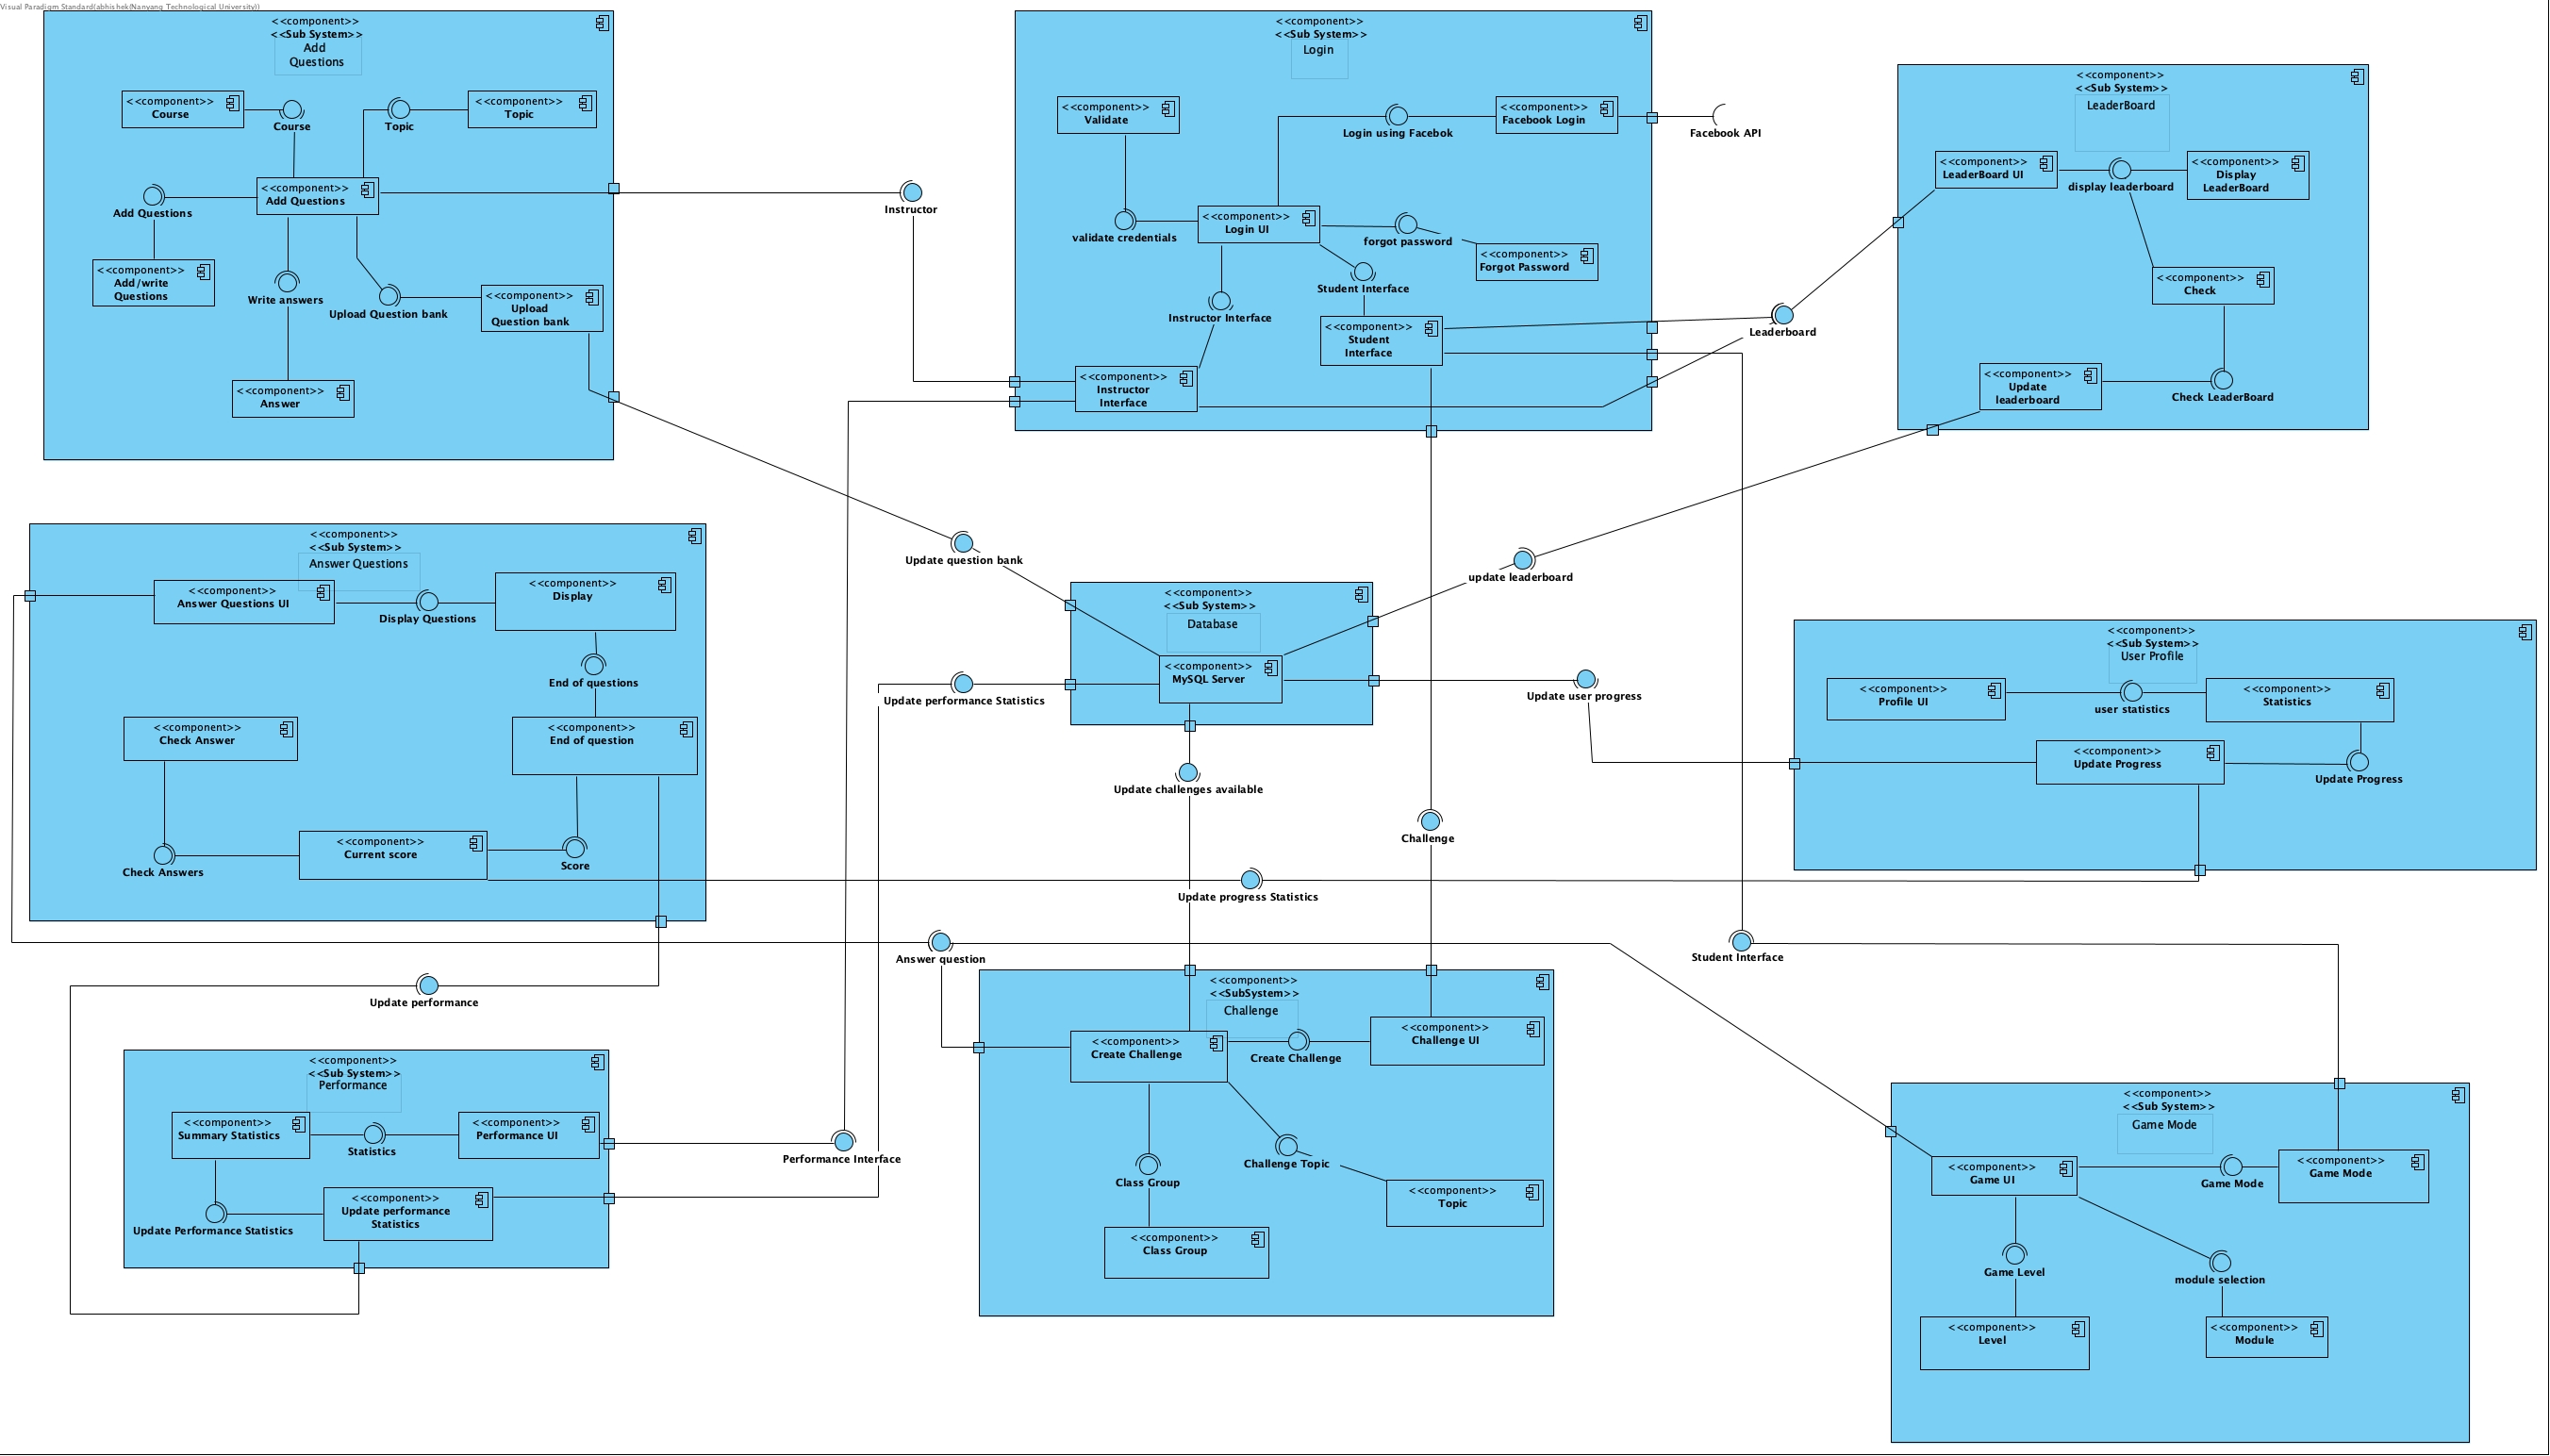 Visual Paradigm Standard(abhishek(Nanyang Technological University))
<<component>>
<<Sub System>>
Add
Questions
<<component>>
Course
Course
Topic
<<component>>
Topic
<<component>>
Add Questions
Add Questions
<<component>>
Add/write
Questions
Write answers
Upload Question bank
<<component>>
Upload
Question bank
<<component>>
Answer
Instructor
<<component>>
<<Sub System>>
Login
<<component>>
Validate
Login using Facebok
<<component>>
Facebook Login
Facebook API
validate credentials
<<component>>
Login UI
forgot password
<<component>>
Forgot Password
Student Interface
Instructor Interface
<<component>>
Student
Interface
<<component>>
Instructor
Interface
Leaderboard
<<component>>
<<Sub System>>
LeaderBoard
<<component>>
LeaderBoard UI
display leaderboard
<<component>>
Display
LeaderBoard
<<component>>
Check
<<component>>
Update
leaderboard
Check LeaderBoard
<<component>>
<<Sub System>>
Answer Questions
<<component>>
Answer Questions UI
Display Questions
<<component>>
Display
End of questions
<<component>>
Check Answer
<<component>>
End of question
Check Answers
<<component>>
Current score
Score
Update question bank
update leaderboard
<<component>>
<<Sub System>>
Database
<<component>>
MySQL Server
Update performance Statistics
Update user progress
Update challenges available
Challenge
Update progress Statistics
<<component>>
<<Sub System>>
User Profile
<<component>>
Profile UI
user statistics
<<component>>
Statistics
<<component>>
Update Progress
Update Progress
Answer question
Student Interface
Update performance
<<component>>
<<Sub System>>
Performance
<<component>>
Summary Statistics
Statistics
<<component>>
Performance UI
Update Performance Statistics
<<component>>
Update performance
Statistics
Performance Interface
<<component>>
<<SubSystem>>
Challenge
<<component>>
Create Challenge
Create Challenge
<<component>>
Challenge UI
Class Group
Challenge Topic
<<component>>
Topic
<<component>>
Class Group
<<component>>
<<Sub System>>
Game Mode
<<component>>
Game UI
Game Mode
<<component>>
Game Mode
Game Level
module selection
<<component>>
Level
<<component>>
Module